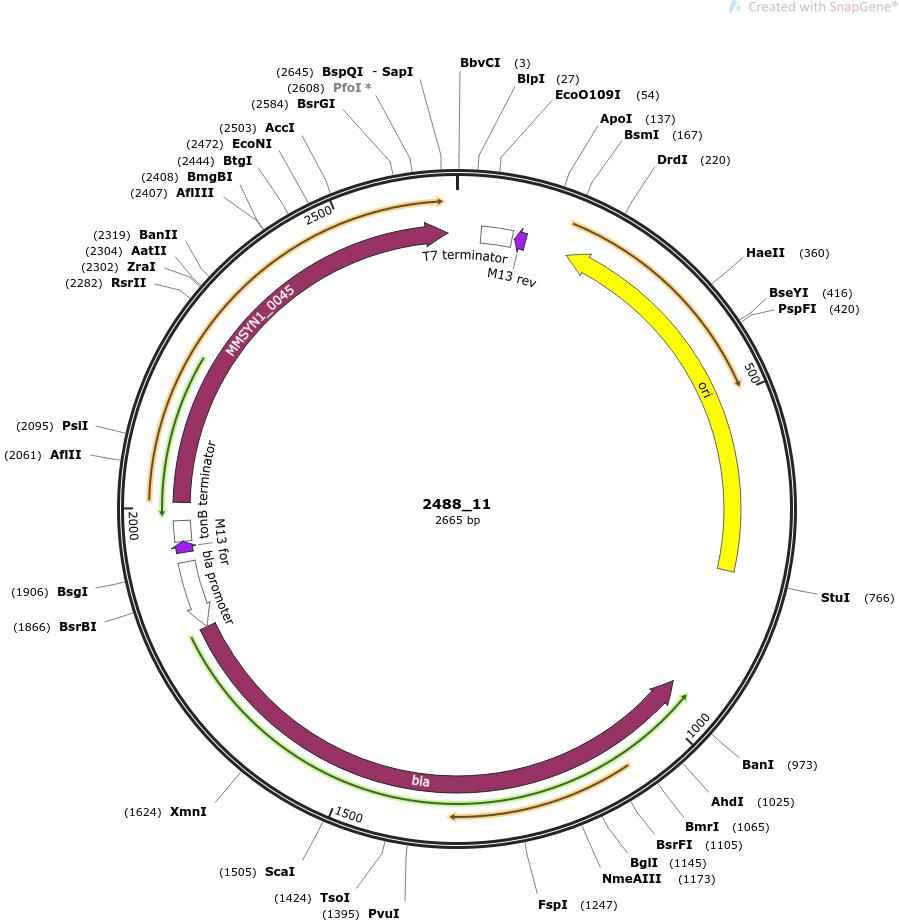 Created with SnapGene®
BbvCI (3)
BlpI (27)
EcoO109I (54)
ApoI (137)
BsmI (167)
DrdI (220)
HaeII (360)
BseYI (416)
PspFI (420)
StuI (766)
BanI (973)
AhdI (1025)
BmrI (1065)
BsrFI (1105)
BglI (1145)
NmeAIII (1173)
FspI (1247)
(1395) PvuI
(1424) TsoI
(1505) ScaI
(1624) XmnI
(1866) BsrBI
(1906) BsgI
(2061) AflII
(2095) PsiI
(2282) RsrII
(2302) ZraI
(2304) AatII
(2319) BanII
(2407) AflIII
(2408) BmgBI
(2444) BtgI
(2472) EcoNI
(2503) AccI
(2584) BsrGI
(2608) PfoI *
(2645) BspQI - SapI
500
1000
1500
2000
2500
T7 terminator
M13 rev
ori
bla
bla promoter
M13 for
tonB terminator
MMSYN1_0045
2488_11
2665 bp